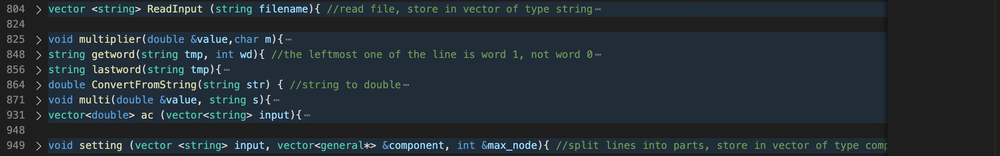 804 > vector <string> ReadInput (string filename){ //read file, store in vector of type string…
824
825 > void multiplier(double &value,char m){…
848 > string getword(string tmp, int wd){ //the leftmost one of the line is word 1, not word 0…
856 > string lastword(string tmp){…
864 > double ConvertFromString(string str) { //string to double…
871 > void multi(double &value, string s){…
931 > vector<double> ac (vector<string> input){…
948
949 > void setting (vector <string> input, vector<general*> &component, int &max_node){ //split lines into parts, store in vector of type comp